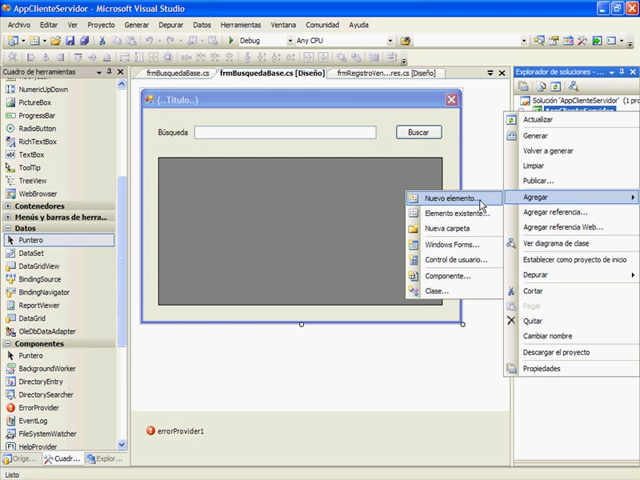 AppClienteServidor - Microsoft Visual Studio
Archivo Editar Ver Proyecto Generar Depurar Datos Herramientas Ventana Comunidad Ayuda
Debug Any CPU
Cuadro de herramientas
NumericUpDown
PictureBox
ProgressBar
RadioButton
RichTextBox
TextBox
ToolTip
TreeView
WebBrowser
Contenedores
Menús y barras de herra...
Datos
Puntero
DataSet
DataGridView
BindingSource
BindingNavigator
ReportViewer
DataGrid
OleDbDataAdapter
Componentes
Puntero
BackgroundWorker
DirectoryEntry
DirectorySearcher
ErrorProvider
EventLog
FileSystemWatcher
HelpProvider
Oríge... Cuadr... Explor...
Listo
frmBusquedaBase.cs frmBusquedaBase.cs [Diseño] frmRegistroVen...res.cs [Diseño]
(..Titulo..)
Búsqueda
Buscar
errorProvider1
Explorador de soluciones -...
Solución 'AppClienteServidor' (1 proy
AppClienteServidor
Actualizar
Generar
Volver a generar
Limpiar
Publicar...
Agregar
Agregar referencia...
Agregar referencia Web...
Ver diagrama de clase
Establecer como proyecto de inicio
Depurar
Cortar
Pegar
Quitar
Cambiar nombre
Descargar el proyecto
Propiedades
Nuevo elemento...
Elemento existente...
Nueva carpeta
Windows Forms...
Control de usuario...
Componente...
Clase...